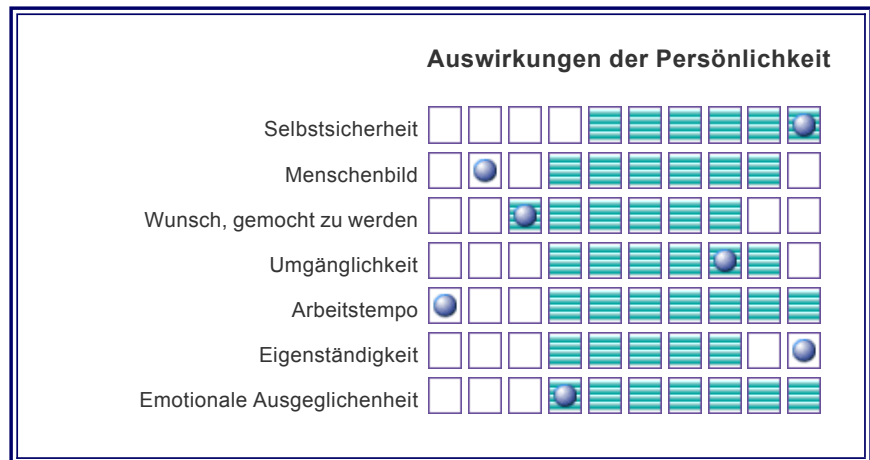 Auswirkungen der Persönlichkeit
Selbstsicherheit
Menschenbild
Wunsch, gemocht zu werden
Umgänglichkeit
Arbeitstempo
Eigenständigkeit
Emotionale Ausgeglichenheit